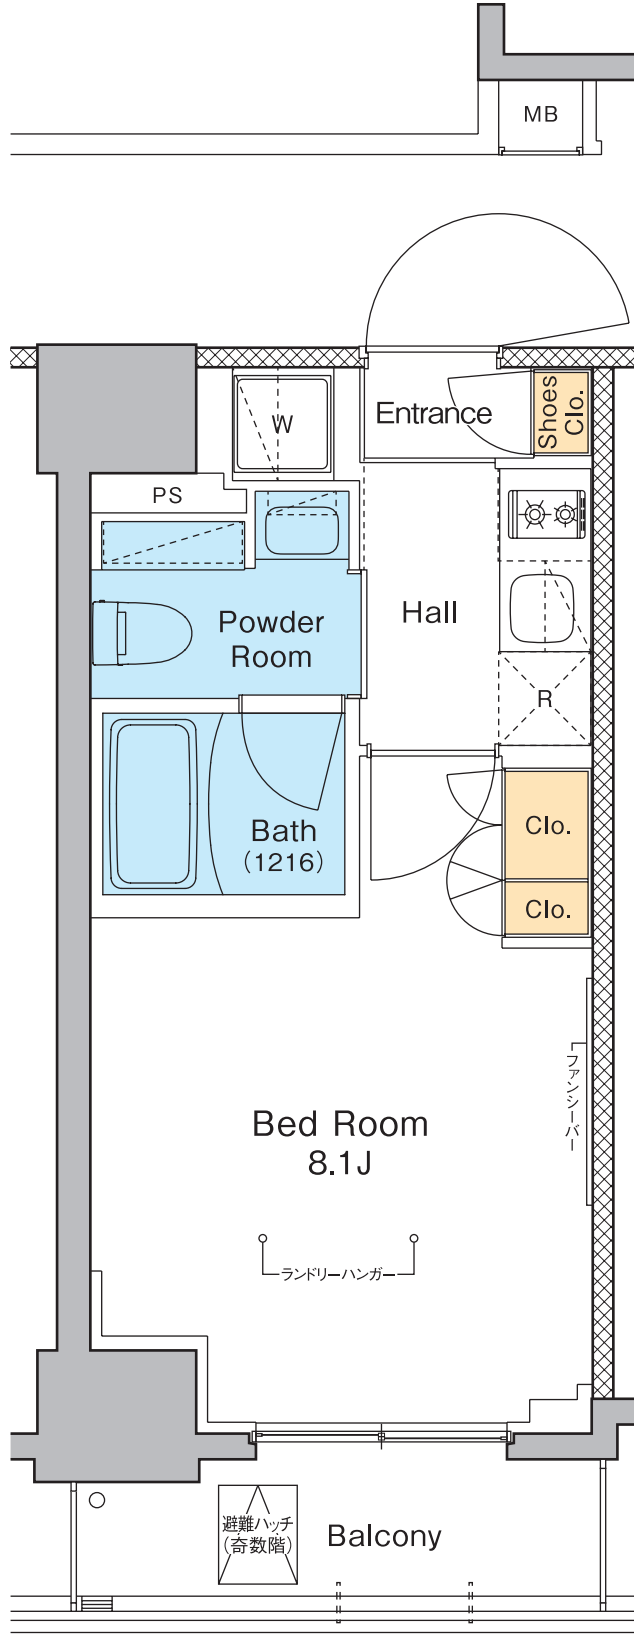 MB
Entrance
Shoes
Clo.
W
PS
Hall
Powder
Room
R
Bath
(1216)
Clo.
Clo.
ファンシーバー
Bed Room
8.1J
ランドリーハンガー
避難ハッチ
(奇数階)
Balcony